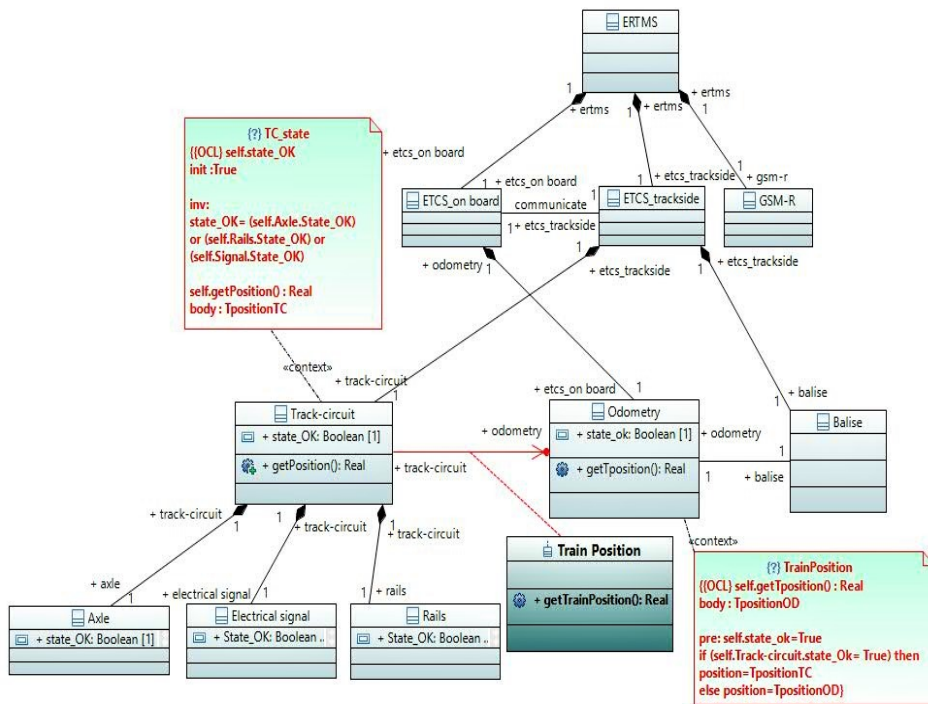 ERTMS
1
+ ertms
1
+ ertms
+ ertms
1
{?} TC_state
{{OCL} self.state_OK
init :True
inv:
state_OK= (self.Axle.State_OK)
or (self.Rails.State_OK) or
(self.Signal.State_OK)
self.getPosition() : Real
body : TpositionTC
+ etcs_on board
1
+ etcs_on board
1
+ etcs_trackside
1
+ gsm-r
1
ETCS_on board
communicate
ETCS_trackside
GSM-R
1
+ etcs_trackside
+ odometry
1
1
+ etcs_trackside
1
+ etcs_trackside
«context»
+ track-circuit
1
+ etcs_on board
1
+ balise
1
Track-circuit
+ state_OK: Boolean [1]
+ getPosition(): Real
+ odometry
+ track-circuit
Odometry
+ state_ok: Boolean [1]
+ getTposition(): Real
+ odometry
1
1
+ balise
Balise
+ track-circuit
1
1
+ track-circuit
1
+ track-circuit
«context»
Train Position
+ getTrainPosition(): Real
+ axle
1
+ electrical signal
1
1
+ rails
Axle
+ state_OK: Boolean [1]
Electrical signal
+ State_OK: Boolean ..
Rails
+ State_OK: Boolean ..
{?} TrainPosition
{{OCL} self.getTposition() : Real
body : TpositionOD
pre: self.state_ok=True
if (self.Track-circuit.state_Ok= True) then
position=TpositionTC
else position=TpositionOD}